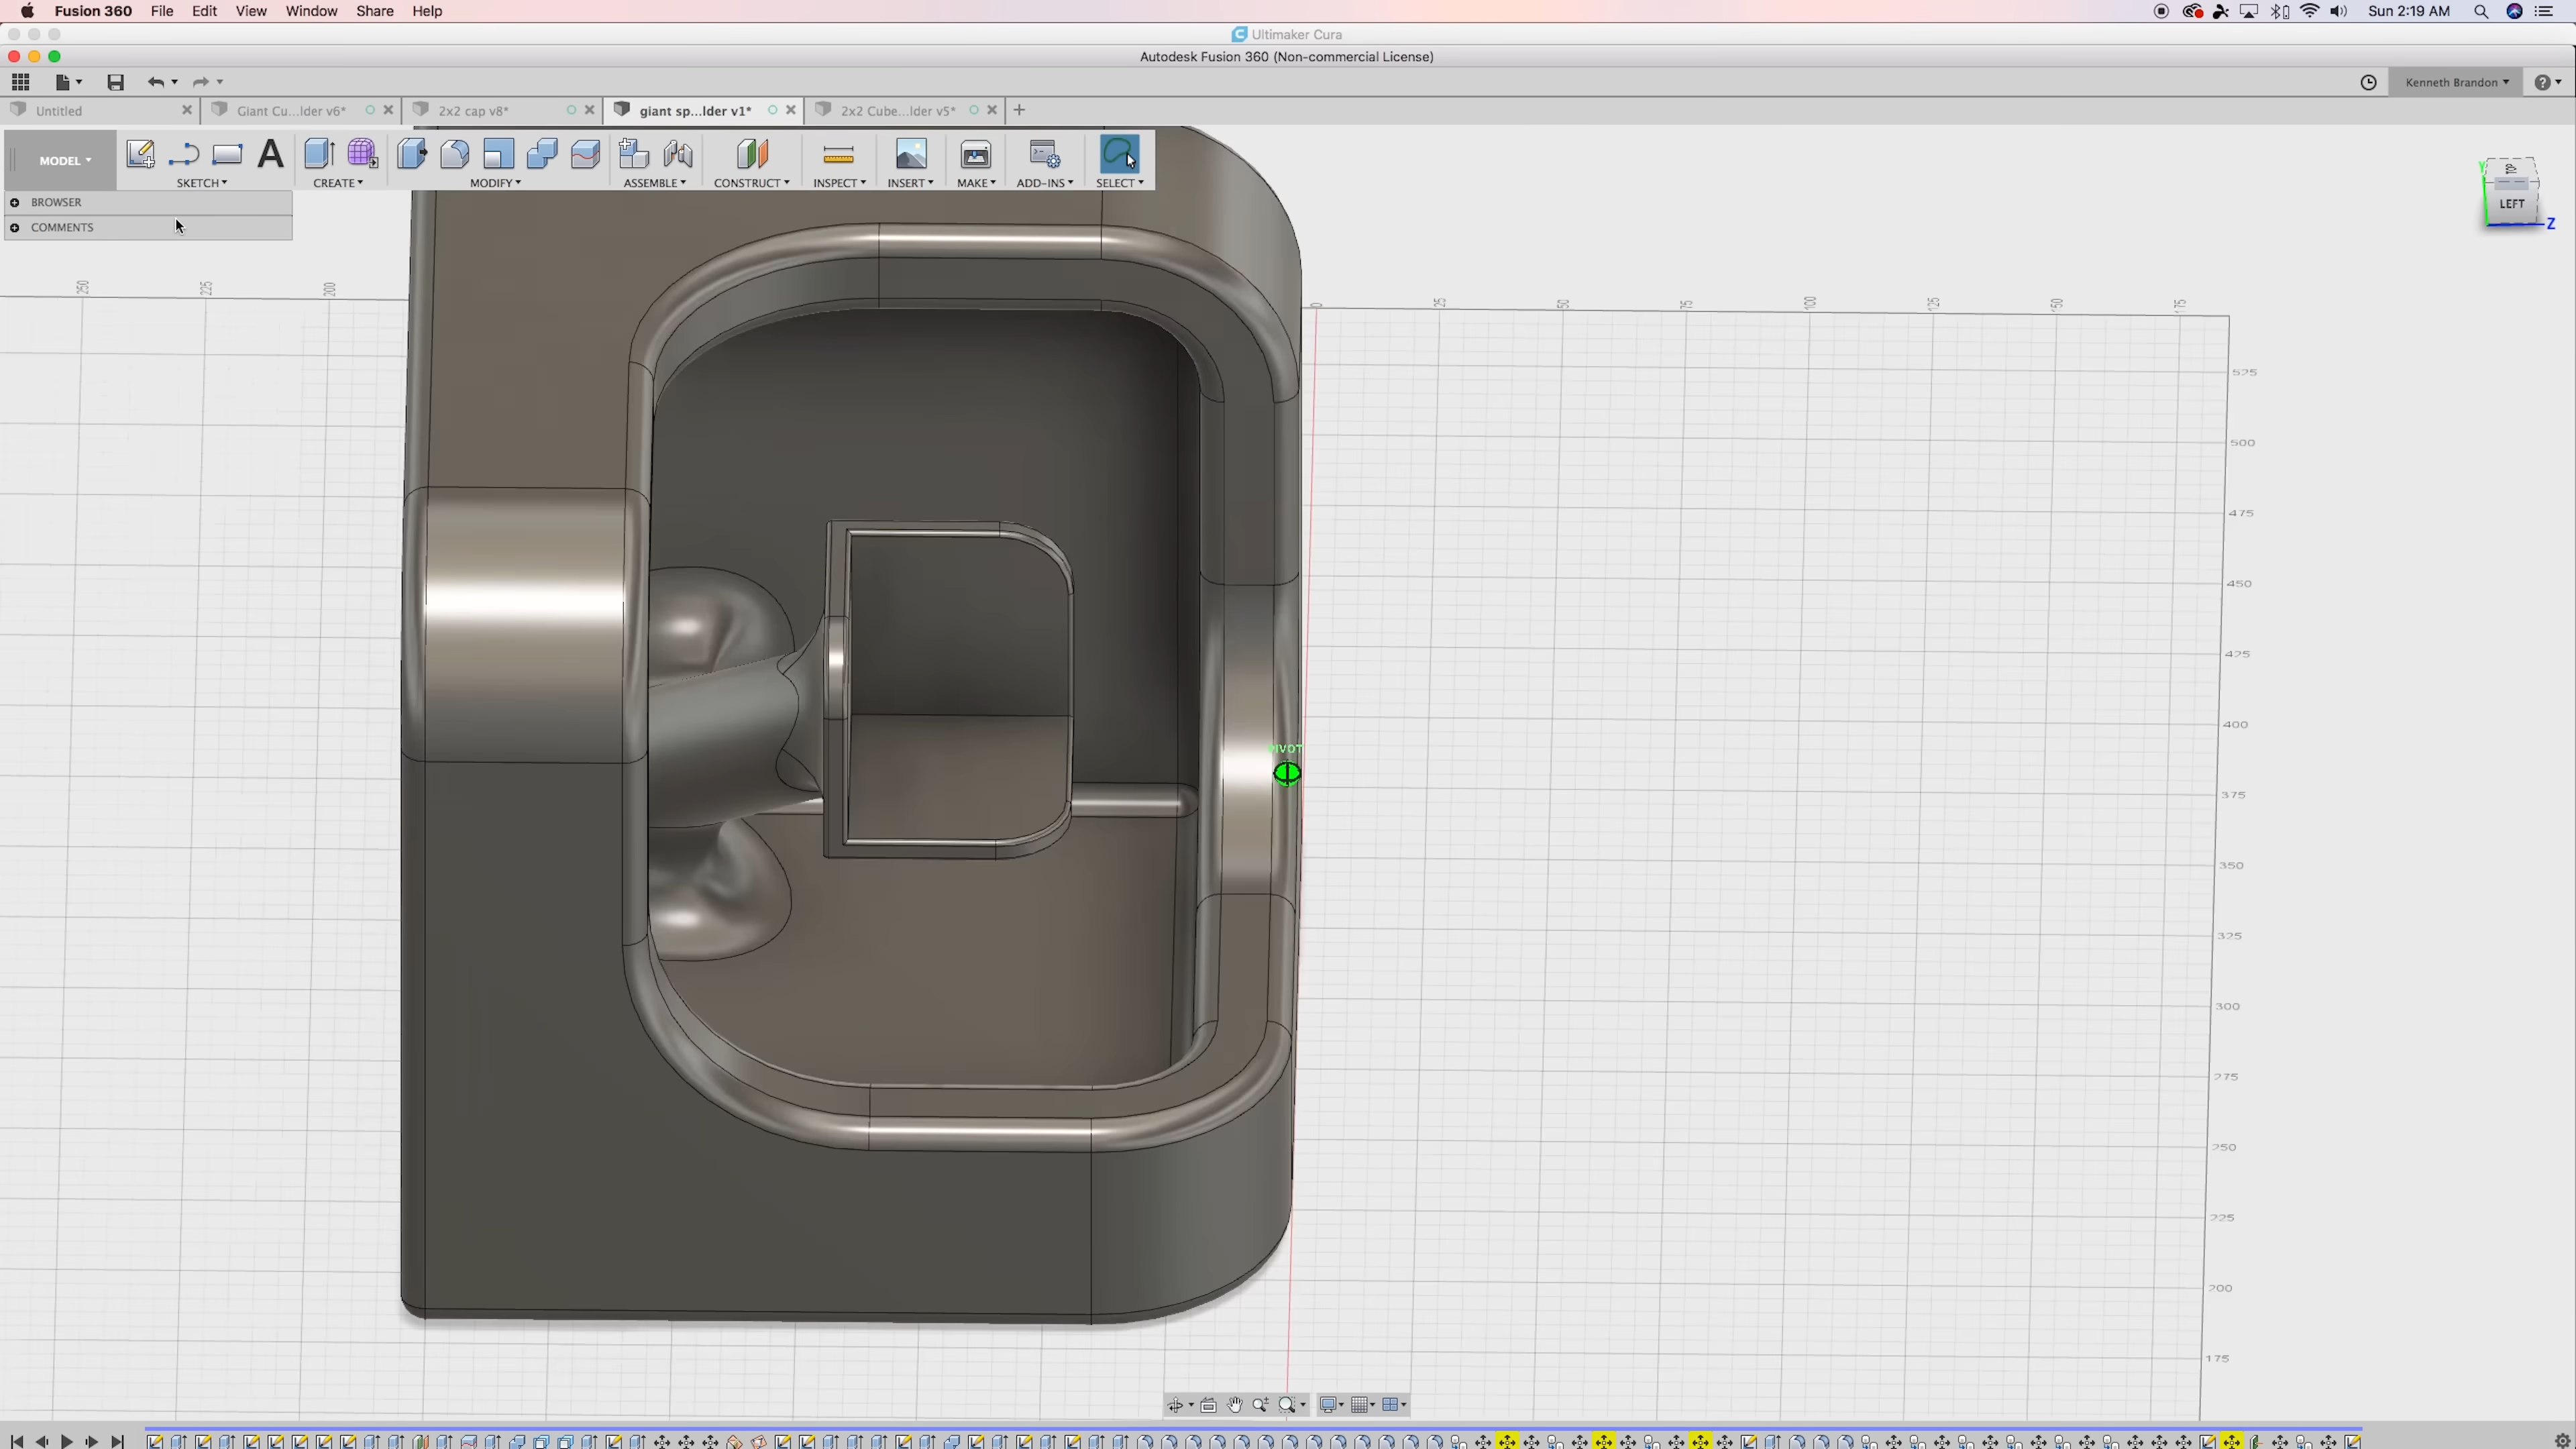 Fusion 360 File Edit View Window Share Help Sun 2:19 AM
Ultimaker Cura
Autodesk Fusion 360 (Non-commercial License)
Kenneth Brandon
Untitled Giant Cu...lder v6* 2x2 cap v8* giant sp...lder v1* 2x2 Cube...lder v5*
MODEL
SKETCH CREATE MODIFY ASSEMBLE CONSTRUCT INSPECT INSERT MAKE ADD-INS SELECT
BROWSER
COMMENTS
Y
LEFT
Z
250 225 200 0 25 50 75 100 125 150 175
525
500
475
450
425
400
PIVOT
375
350
325
300
275
250
225
200
175